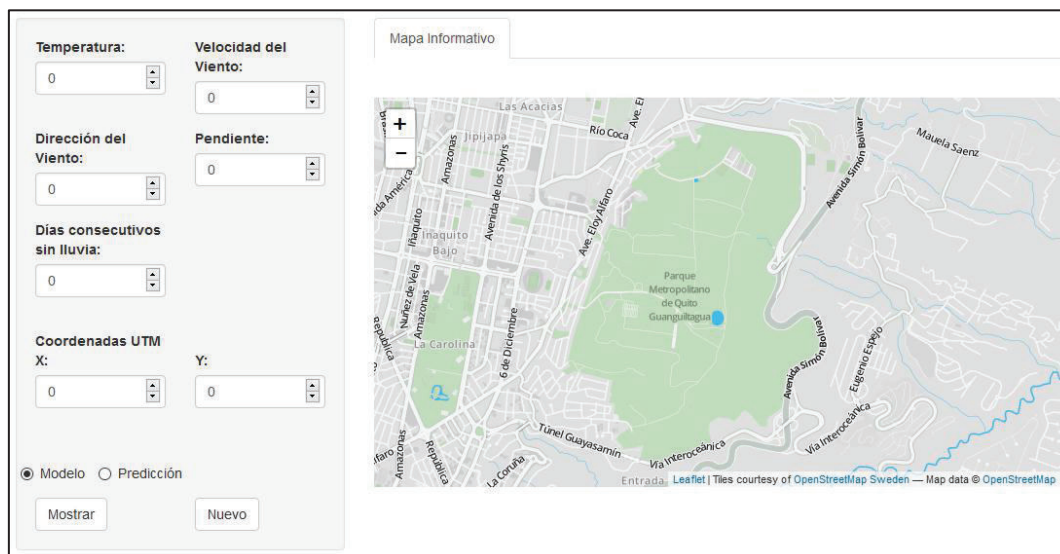 Temperatura:
0
Velocidad del
Viento:
0
Dirección del
Viento:
0
Pendiente:
0
Días consecutivos
sin lluvia:
0
Coordenadas UTM
X:
0
Y:
0
Modelo
Predicción
Mostrar
Nuevo
Mapa Informativo
+
−
Las Acacias
Jipijapa
Río Coca
Ave. El
Amazonas
Avenida de los Shyris
Ave. Eloy Alfaro
Avenida Simón Bolívar
Mauela Saenz
Iñaquito
Iñaquito
Bajo
Parque
Metropolitano
de Quito
Guanguiltagua
Nuñez de Vela
Amazonas
República
La Carolina
6 de Diciembre
Avenida Simón Bolívar
Eugenio Espejo
Túnel Guayasamín
Vía Interoceánica
Vía Interoceánica
Amazonas
República
La Coruña
Entrada
Leaflet | Tiles courtesy of OpenStreetMap Sweden — Map data © OpenStreetMap